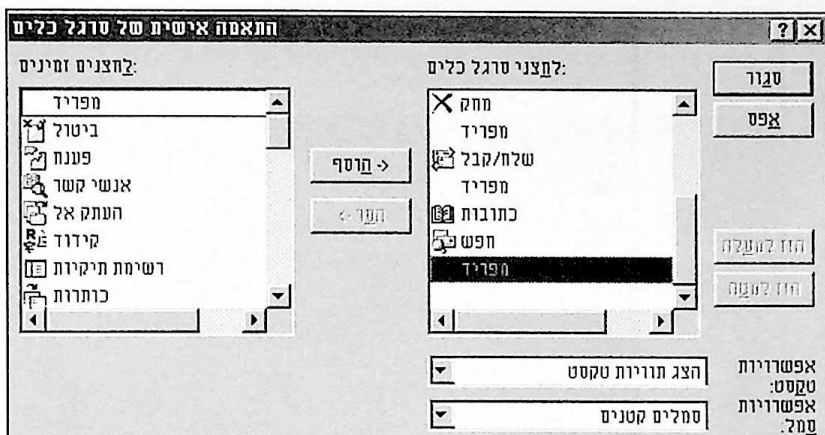 התאמה אישית של סרגל כלים
לחצנים זמינים:
מפריד
ביטול
פענח
אנשי קשר
העתק אל
קידוד
רשימת תיקיות
כותרות
הוסף ->
<- הסר
לחצני סרגל כלים:
מחק
מפריד
שלח/קבל
מפריד
כתובות
חפש
מפריד
סגור
אפס
הזז למעלה
הזז למטה
אפשרויות טקסט:
הצג תוויות טקסט
אפשרויות סמל:
סמלים קטנים